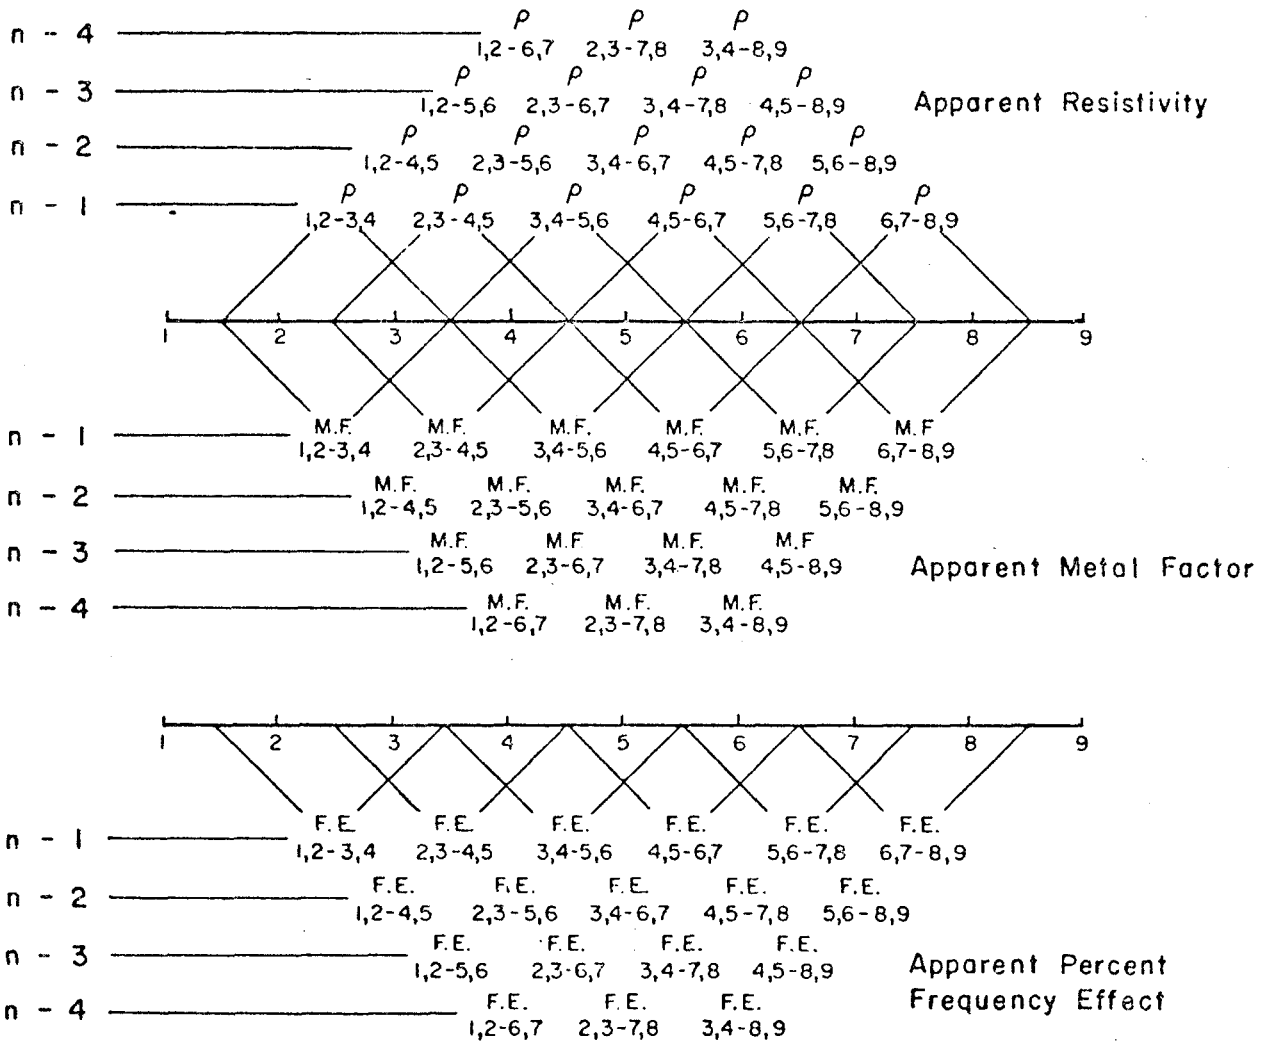 ρ ρ ρ
n - 4
1,2-6,7 2,3-7,8 3,4-8,9
ρ ρ ρ ρ
n - 3
1,2-5,6 2,3-6,7 3,4-7,8 4,5-8,9
Apparent Resistivity
ρ ρ ρ ρ ρ
n - 2
1,2-4,5 2,3-5,6 3,4-6,7 4,5-7,8 5,6-8,9
ρ ρ ρ ρ ρ ρ
n - 1
1,2-3,4 2,3-4,5 3,4-5,6 4,5-6,7 5,6-7,8 6,7-8,9
1 2 3 4 5 6 7 8 9
M.F. M.F. M.F. M.F. M.F. M.F
n - 1
1,2-3,4 2,3-4,5 3,4-5,6 4,5-6,7 5,6-7,8 6,7-8,9
M.F. M.F. M.F. M.F. M.F.
n - 2
1,2-4,5 2,3-5,6 3,4-6,7 4,5-7,8 5,6-8,9
M.F. M.F. M.F. M.F
n - 3
1,2-5,6 2,3-6,7 3,4-7,8 4,5-8,9
Apparent Metal Factor
M.F. M.F. M.F.
n - 4
1,2-6,7 2,3-7,8 3,4-8,9
1 2 3 4 5 6 7 8 9
F.E. F.E. F.E. F.E. F.E. F.E.
n - 1
1,2-3,4 2,3-4,5 3,4-5,6 4,5-6,7 5,6-7,8 6,7-8,9
F.E. F.E. F.E. F.E. F.E.
n - 2
1,2-4,5 2,3-5,6 3,4-6,7 4,5-7,8 5,6-8,9
F.E. F.E. F.E. F.E.
n - 3
1,2-5,6 2,3-6,7 3,4-7,8 4,5-8,9
Apparent Percent
Frequency Effect
F.E. F.E. F.E.
n - 4
1,2-6,7 2,3-7,8 3,4-8,9